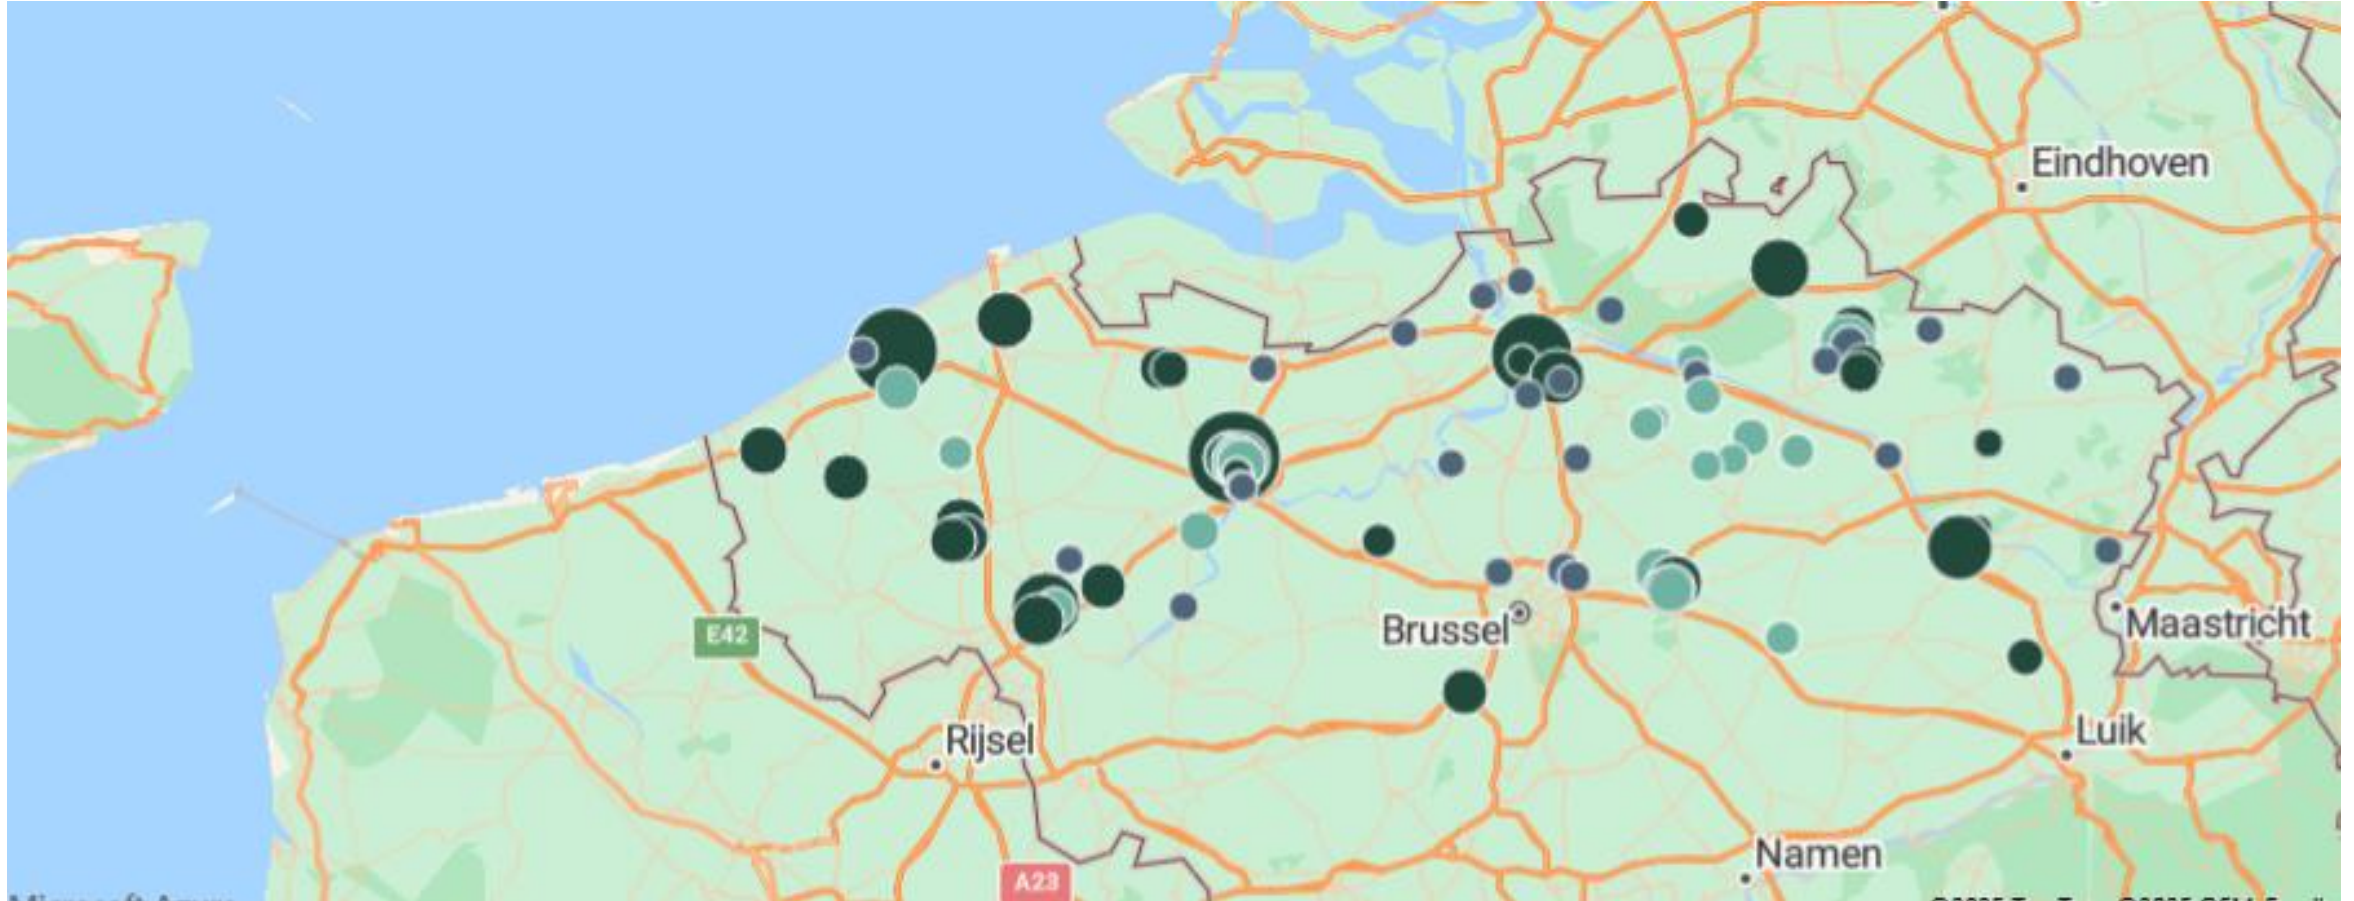 Eindhoven
E42
Brussel
Maastricht
Rijsel
Luik
Namen
A23